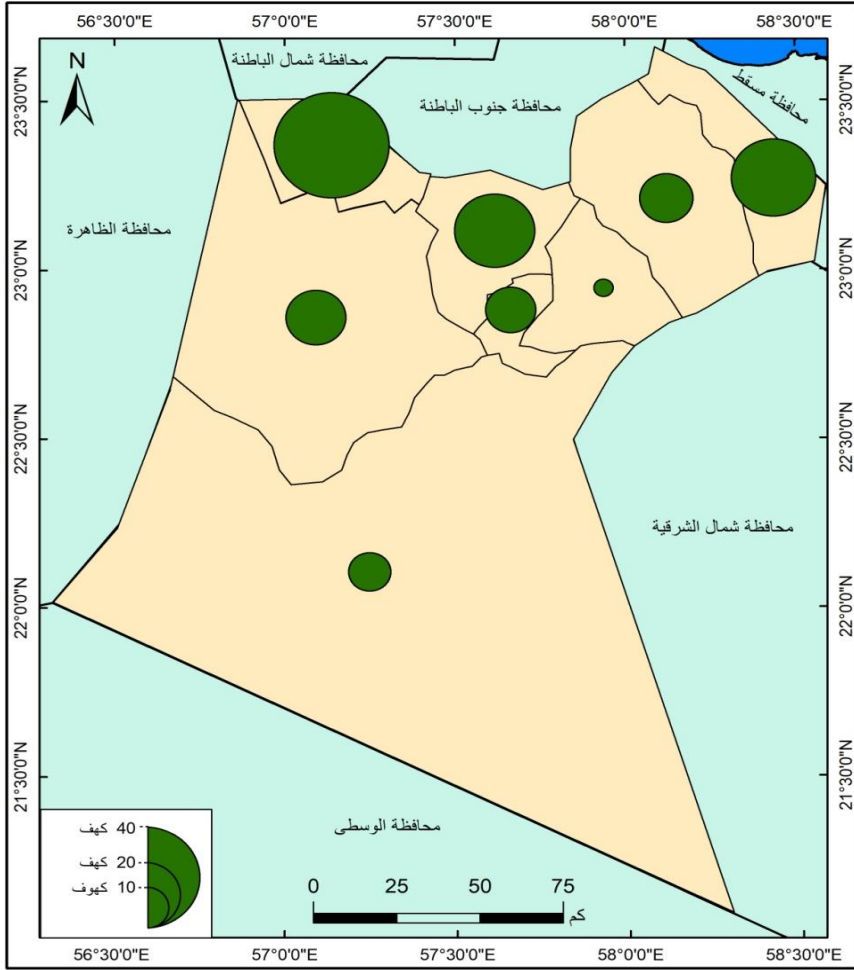 56°30'0"E
57°00'0"E
57°30'0"E
58°00'0"E
58°30'0"E
N
محافظة شمال الباطنة
محافظة جنوب الباطنة
محافظة مسقط
محافظة الظاهرة
محافظة شمال الشرقية
محافظة الوسطى
23°30'0"N
23°0'0"N
22°30'0"N
22°0'0"N
21°30'0"N
23°30'0"N
23°0'0"N
22°30'0"N
22°0'0"N
21°30'0"N
40 كهف
20 كهف
10 كهوف
0 25 50 75
كم
56°30'0"E
57°00'0"E
57°30'0"E
58°00'0"E
58°30'0"E